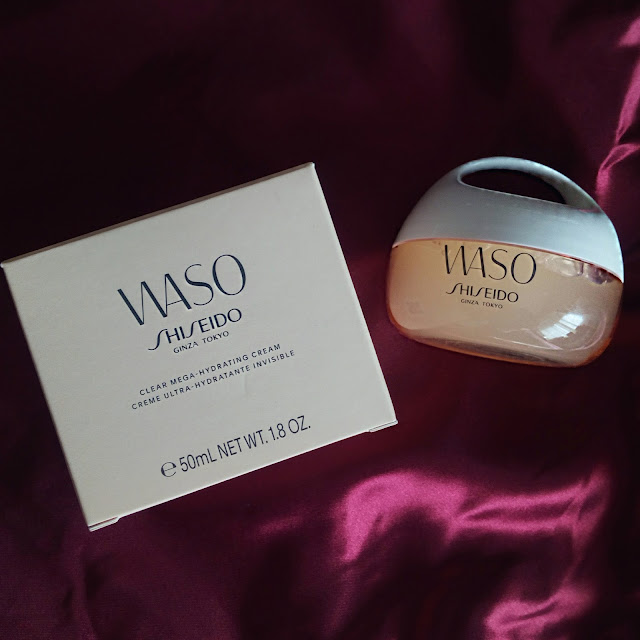 WASO
SHISEIDO
GINZA TOKYO
CLEAR MEGA-HYDRATING CREAM
CREME ULTRA-HYDRATANTE INVISIBLE
℮ 50mL NET WT. 1.8 OZ.
WASO
SHISEIDO
GINZA TOKYO